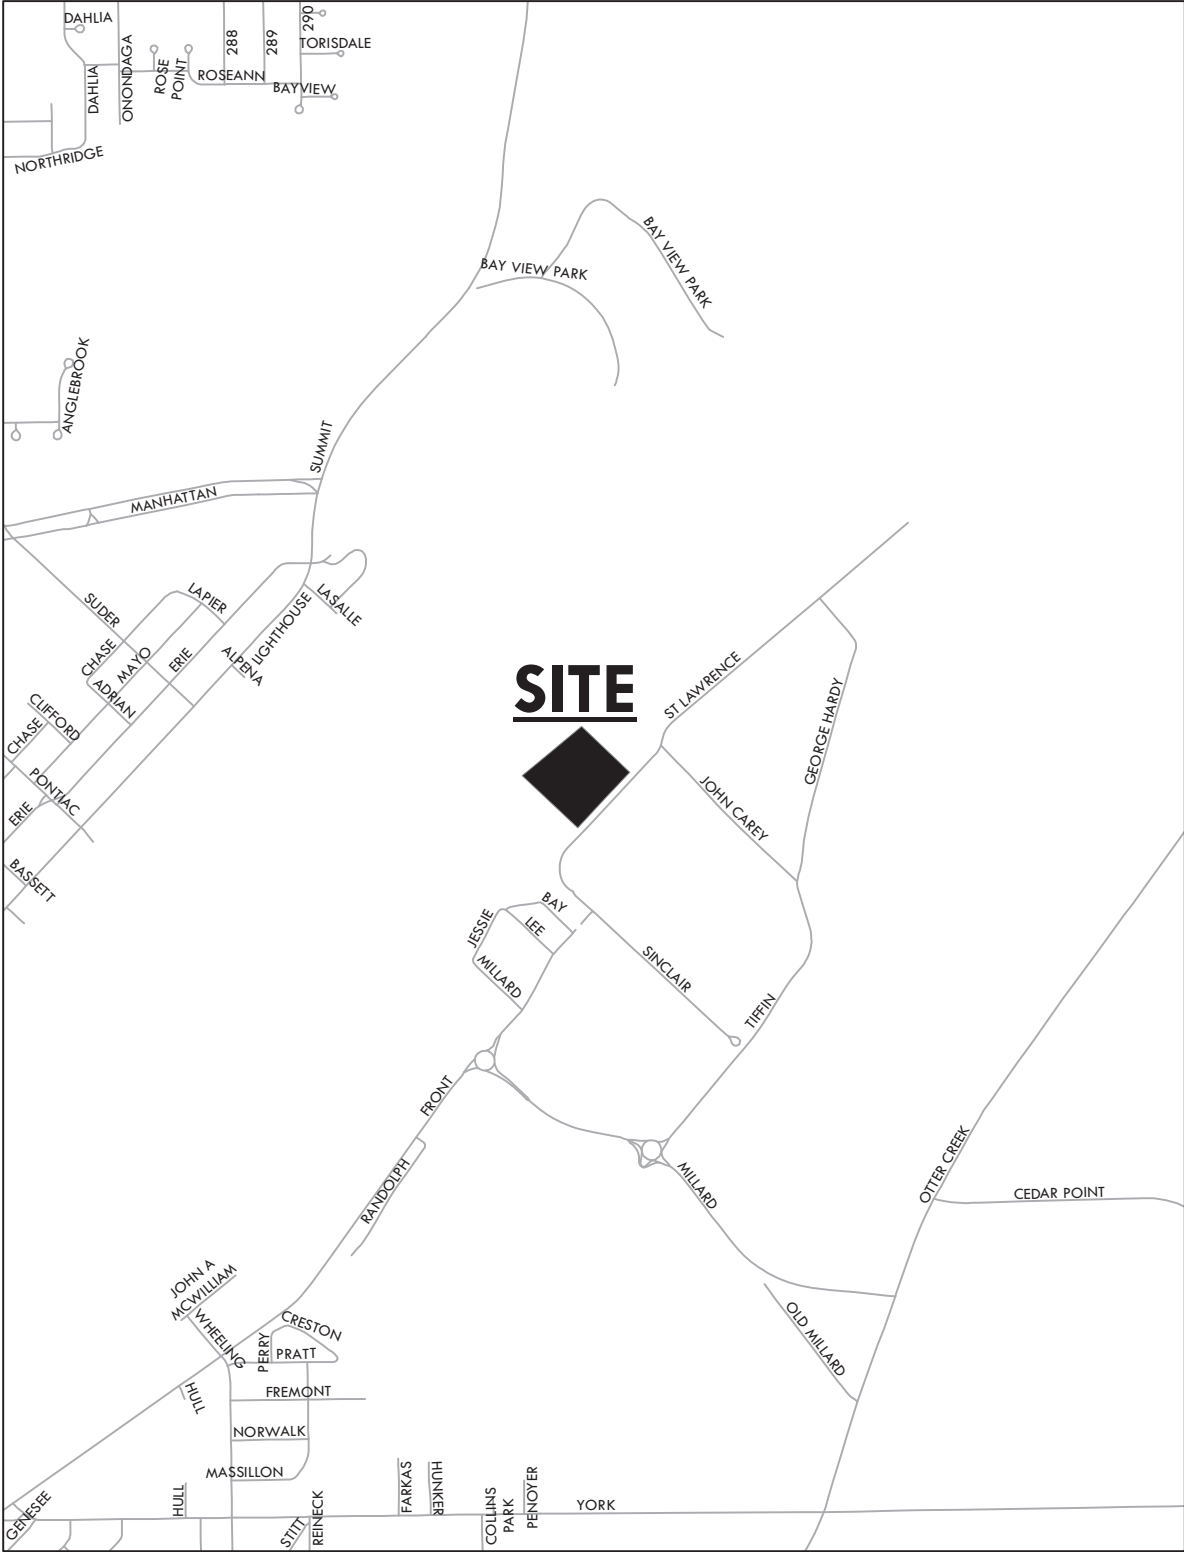 DAHLIA
290
288
289
TORISDALE
ONONDAGA
ROSE
POINT
ROSEANN
DAHLIA
BAYVIEW
NORTHRIDGE
BAY VIEW PARK
BAY VIEW PARK
ANGLEBROOK
SUMMIT
MANHATTAN
SUDER
LAPIER
LASALLE
LIGHTHOUSE
CHASE
MAYO
ERIE
ALPENA
ADRIAN
CLIFFORD
CHASE
PONTIAC
ERIE
BASSETT
SITE
ST LAWRENCE
GEORGE HARDY
JOHN CAREY
BAY
LEE
JESSIE
MILLARD
SINCLAIR
TIFFIN
FRONT
RANDOLPH
MILLARD
OTTER CREEK
CEDAR POINT
JOHN A
MCWILLIAM
WHEELING
CRESTON
PERRY
PRATT
OLD MILLARD
HULL
FREMONT
NORWALK
MASSILLON
GENESEE
HULL
STITT
REINECK
FARKAS
HUNKER
COLLINS
PARK
PENOYER
YORK